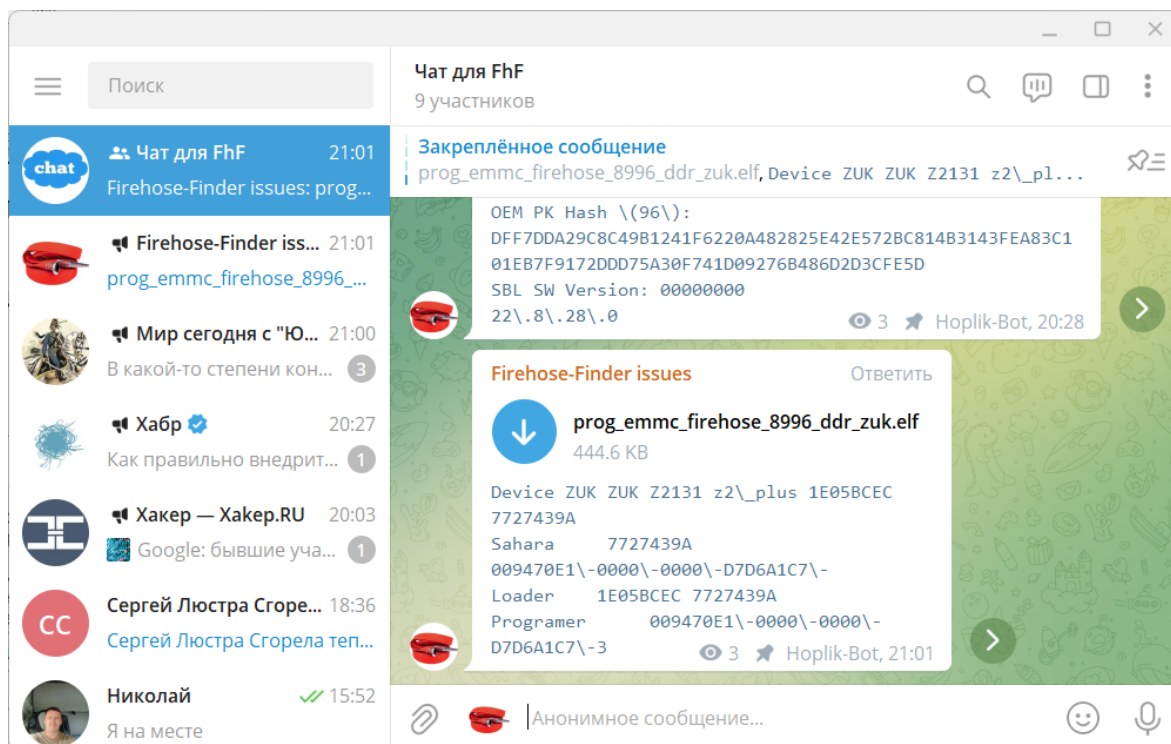 Поиск
chat
Чат для FhF
21:01
Firehose-Finder issues: prog...
Firehose-Finder iss...
21:01
prog_emmc_firehose_8996_...
Мир сегодня с "Ю...
21:00
В какой-то степени кон...
3
Хабр
20:27
Как правильно внедрит...
1
Хакер — Xakep.RU
20:03
Google: бывшие уча...
1
СС
Сергей Люстра Сгоре...
18:36
Сергей Люстра Сгорела теп...
Николай
15:52
Я на месте
Чат для FhF
9 участников
Закреплённое сообщение
prog_emmc_firehose_8996_ddr_zuk.elf, Device ZUK ZUK Z2131 z2\_pl...
OEM PK Hash \(96\):
DFF7DDA29C8C49B1241F6220A482825E42E572BC814B3143FEA83C1
01EB7F9172DDD75A30F741D09276B486D2D3CFE5D
SBL SW Version: 00000000
22\.8\.28\.0
3
Hoplik-Bot, 20:28
Firehose-Finder issues
Ответить
prog_emmc_firehose_8996_ddr_zuk.elf
444.6 KB
Device ZUK ZUK Z2131 z2\_plus 1E05BCEC
7727439A
Sahara 7727439A
009470E1\-0000\-0000\-D7D6A1C7\-
Loader 1E05BCEC 7727439A
Programer 009470E1\-0000\-0000\-
D7D6A1C7\-3
3
Hoplik-Bot, 21:01
Анонимное сообщение...